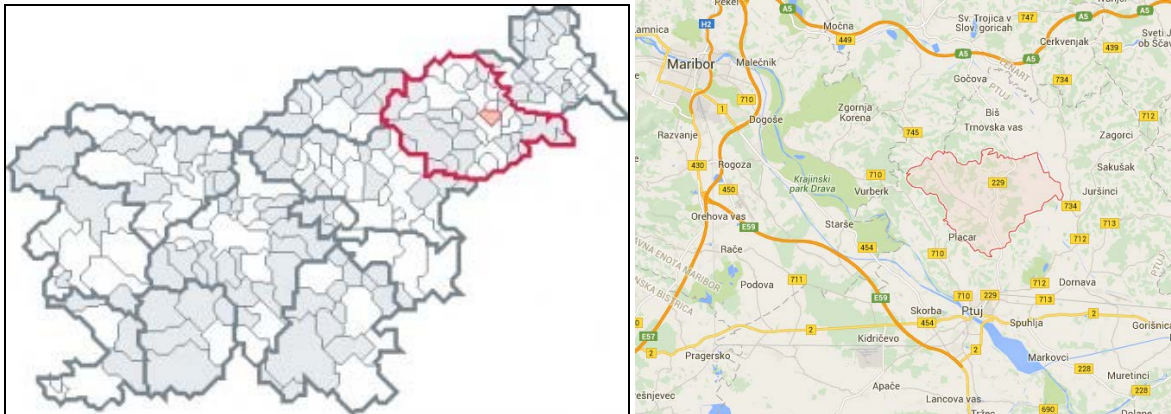 Pekel
A5
747
Sv. Trojica v
Slov. goricah
A5
H2
Močna
Cerkvenjak
449
A5
439
Maribor
Malečnik
A5
Gočova
734
710
Zgornja
Korena
Biš
Trnovska vas
712
1
Dogoše
745
Zagorci
Razvanje
430
Rogoza
710
Sakušak
450
Krajinski
park Drava
Vurberk
229
Juršinci
Orehova vas
E59
Starše
734
713
Rače
454
Placar
712
710
711
Podova
712
Dornava
E59
710
229
713
Skorba
Ptuj
454
Spuhlja
2
E57
2
Kidričevo
Gorišnica
2
Pragersko
2
Markovci
228
Muretinci
Apače
228
Lancova vas
690